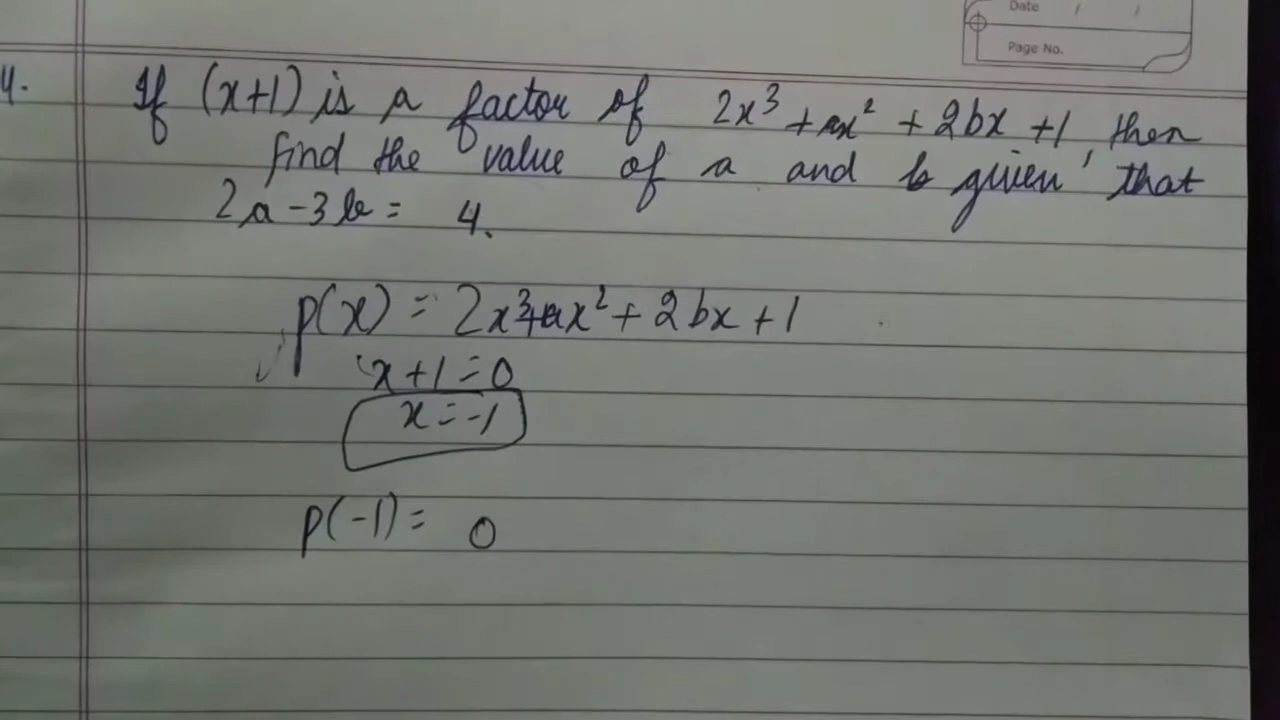 Date / /
Page No.
4. If (x+1) is a factor of 2x³ + ax² + 2bx + 1, then
find the value of a and b given that
2a - 3b = 4.
p(x) = 2x³+ax² + 2bx + 1
x + 1 = 0
x = -1
p(-1) = 0